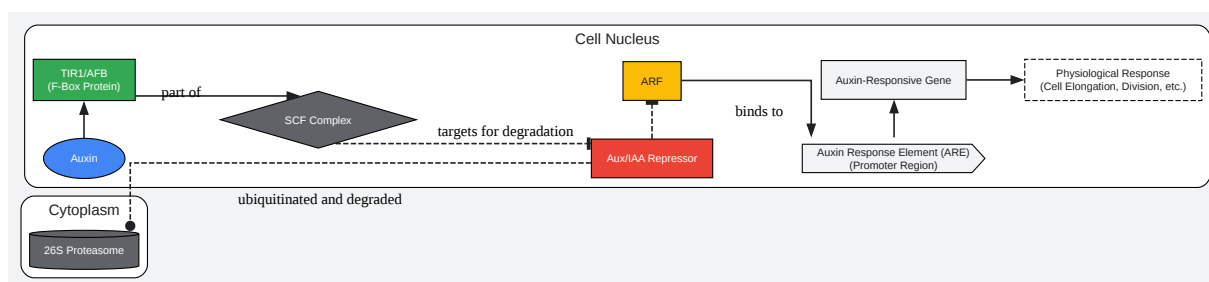 Cell Nucleus
TIR1/AFB
(F-Box Protein)
part of
SCF Complex
Auxin
targets for degradation
ARF
Aux/IAA Repressor
binds to
Auxin-Responsive Gene
Physiological Response
(Cell Elongation, Division, etc.)
Auxin Response Element (ARE)
(Promoter Region)
ubiquitinated and degraded
Cytoplasm
26S Proteasome